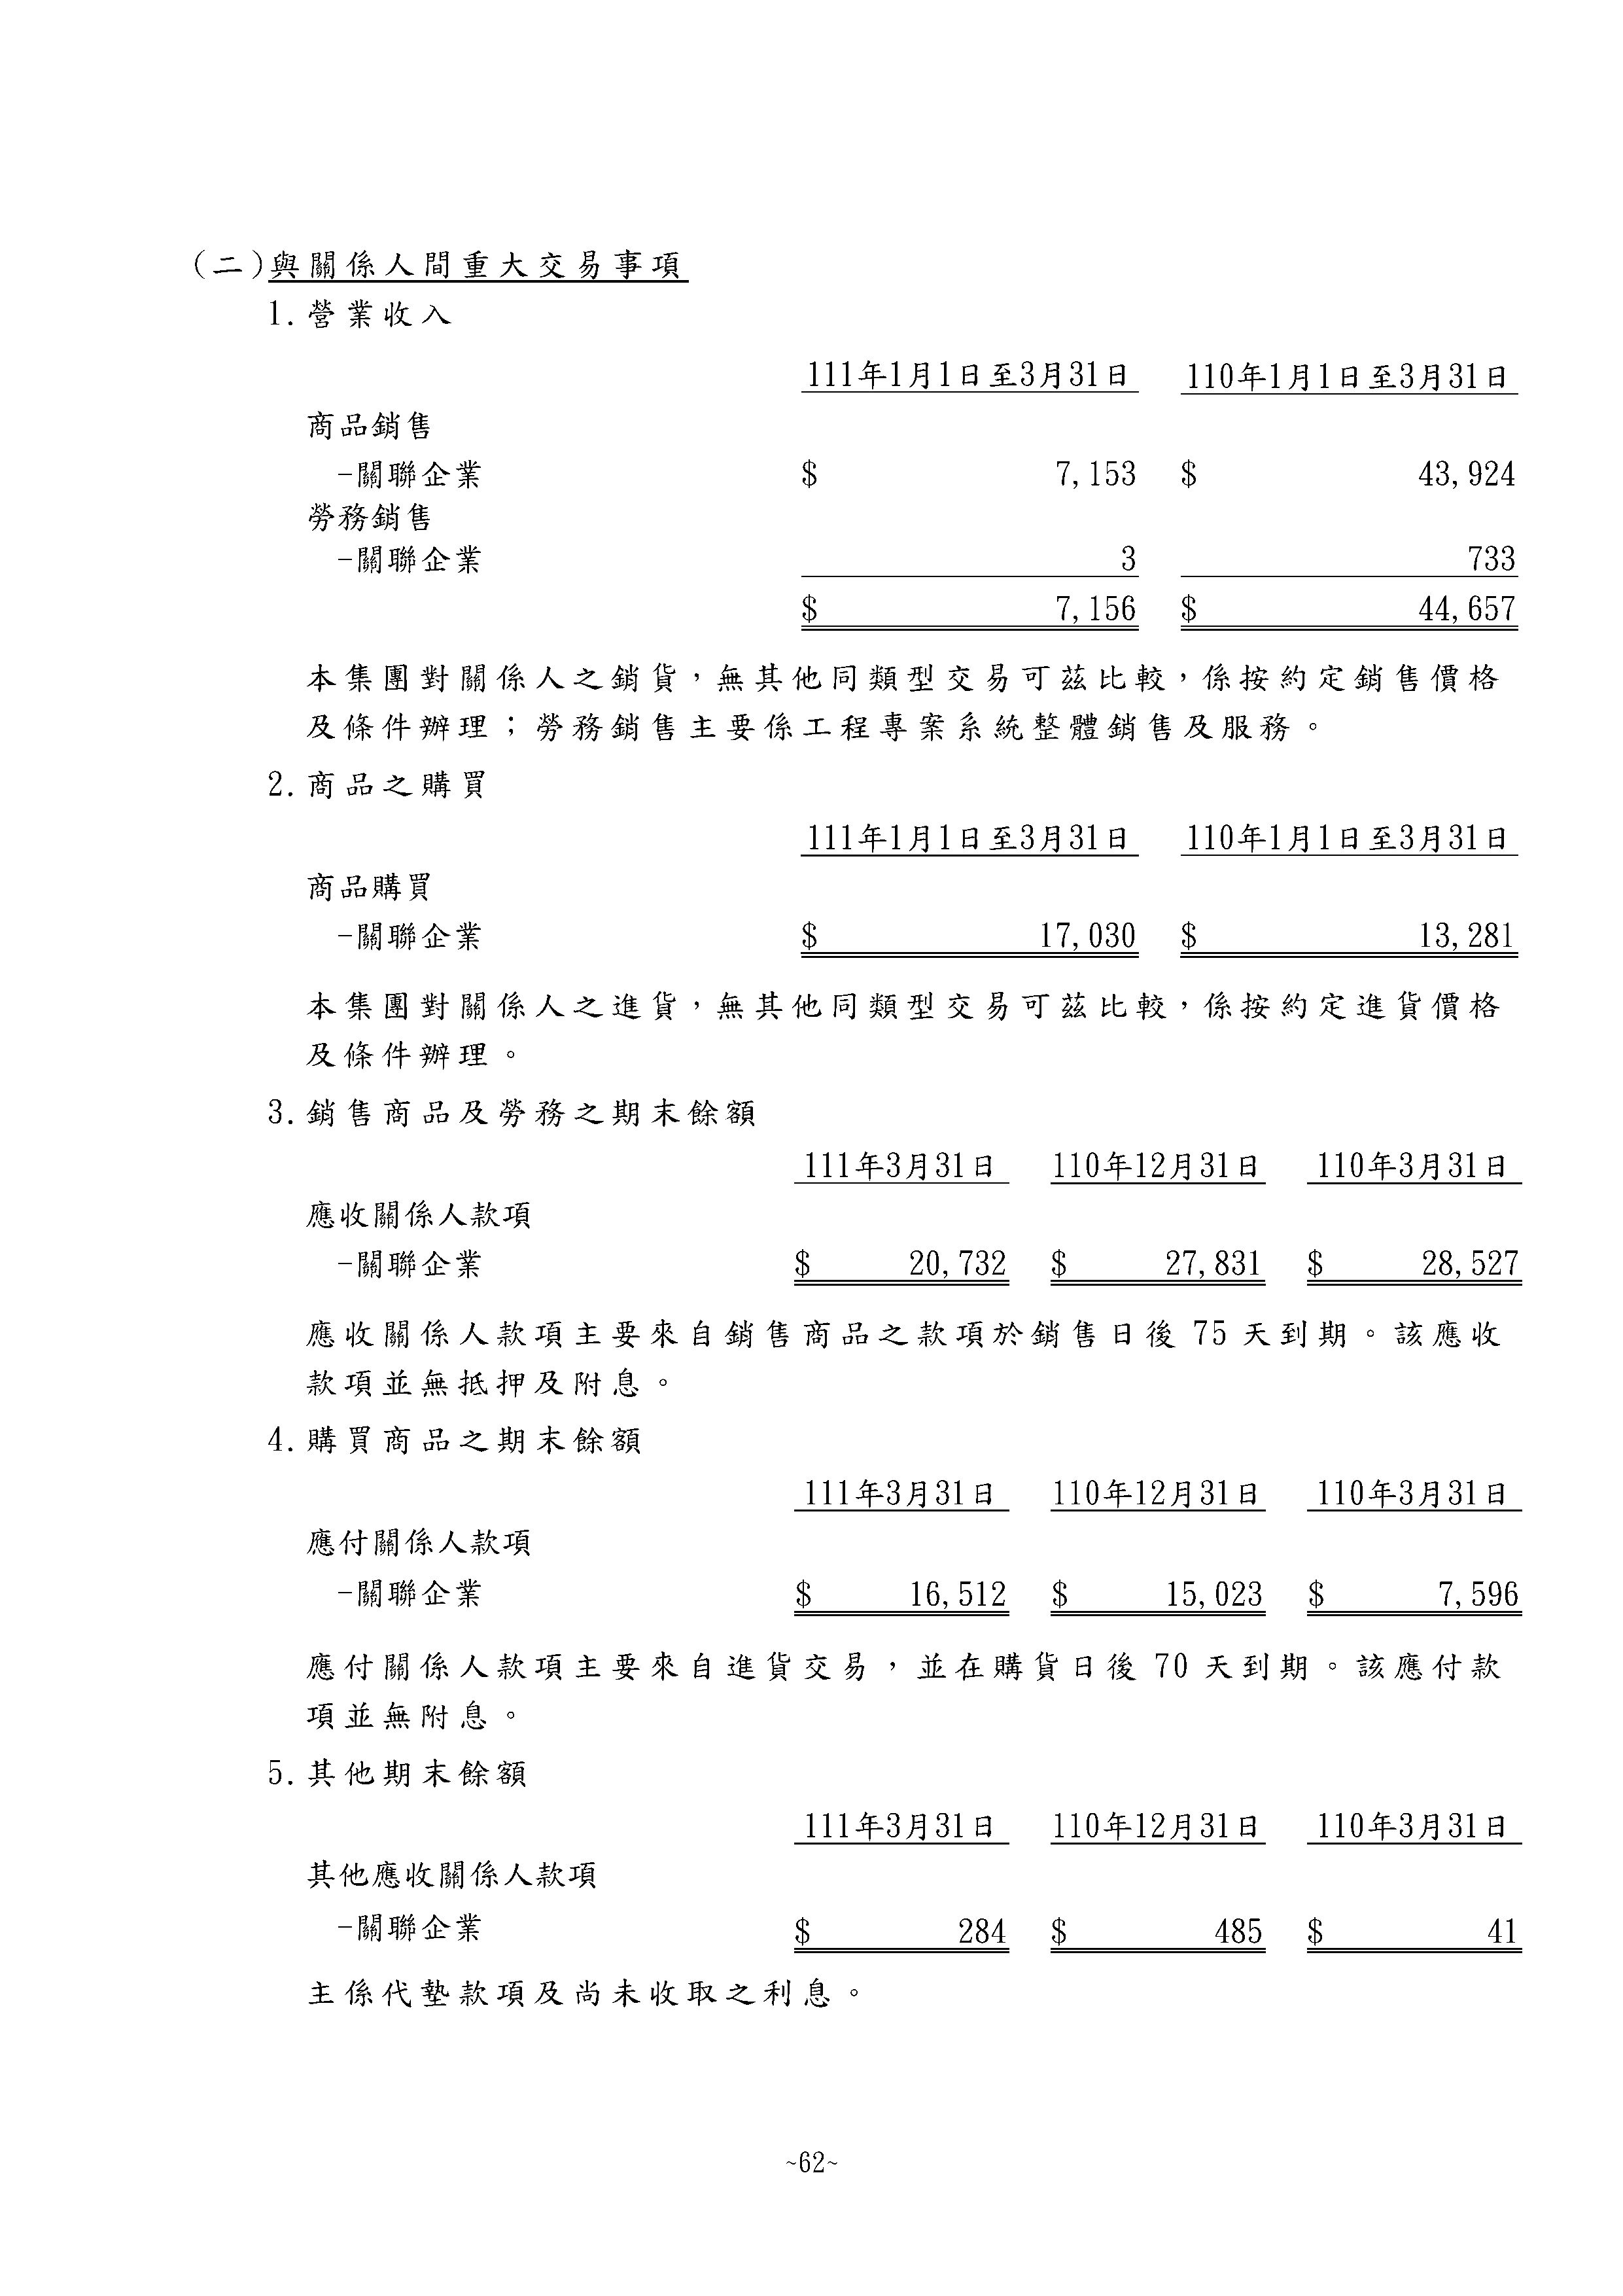 (二)與關係人間重大交易事項
1.營業收入
111年1月1日至3月31日 110年1月1日至3月31日
商品銷售
-關聯企業 $ 7,153 $ 43,924
勞務銷售
-關聯企業 3 733
$ 7,156 $ 44,657
本集團對關係人之銷貨，無其他同類型交易可茲比較，係按約定銷售價格
及條件辦理；勞務銷售主要係工程專案系統整體銷售及服務。
2.商品之購買
111年1月1日至3月31日 110年1月1日至3月31日
商品購買
-關聯企業 $ 17,030 $ 13,281
本集團對關係人之進貨，無其他同類型交易可茲比較，係按約定進貨價格
及條件辦理。
3.銷售商品及勞務之期末餘額
111年3月31日 110年12月31日 110年3月31日
應收關係人款項
-關聯企業 $ 20,732 $ 27,831 $ 28,527
應收關係人款項主要來自銷售商品之款項於銷售日後 75 天到期。該應收
款項並無抵押及附息。
4.購買商品之期末餘額
111年3月31日 110年12月31日 110年3月31日
應付關係人款項
-關聯企業 $ 16,512 $ 15,023 $ 7,596
應付關係人款項主要來自進貨交易，並在購貨日後 70 天到期。該應付款
項並無附息。
5.其他期末餘額
111年3月31日 110年12月31日 110年3月31日
其他應收關係人款項
-關聯企業 $ 284 $ 485 $ 41
主係代墊款項及尚未收取之利息。
~62~